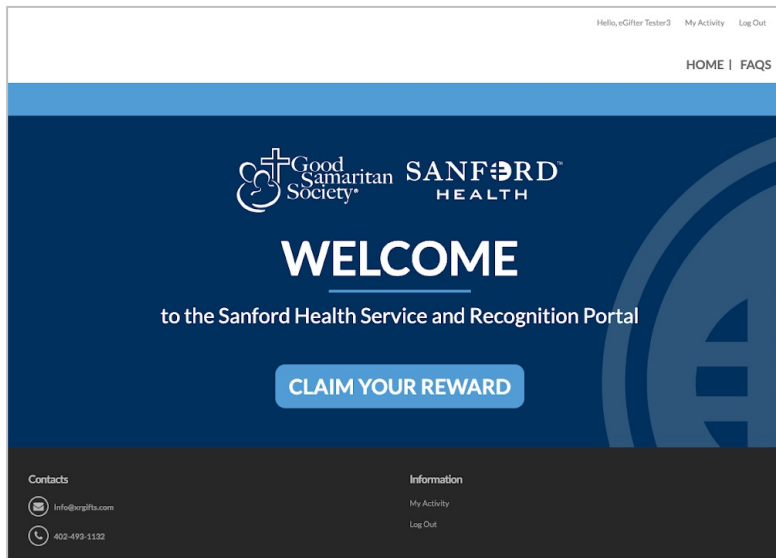 Hello, eGifter Tester3 My Activity Log Out
HOME | FAQS
Good Samaritan Society®
SANFORD™
HEALTH
WELCOME
to the Sanford Health Service and Recognition Portal
CLAIM YOUR REWARD
Contacts
Info@xrgifts.com
402-493-1132
Information
My Activity
Log Out